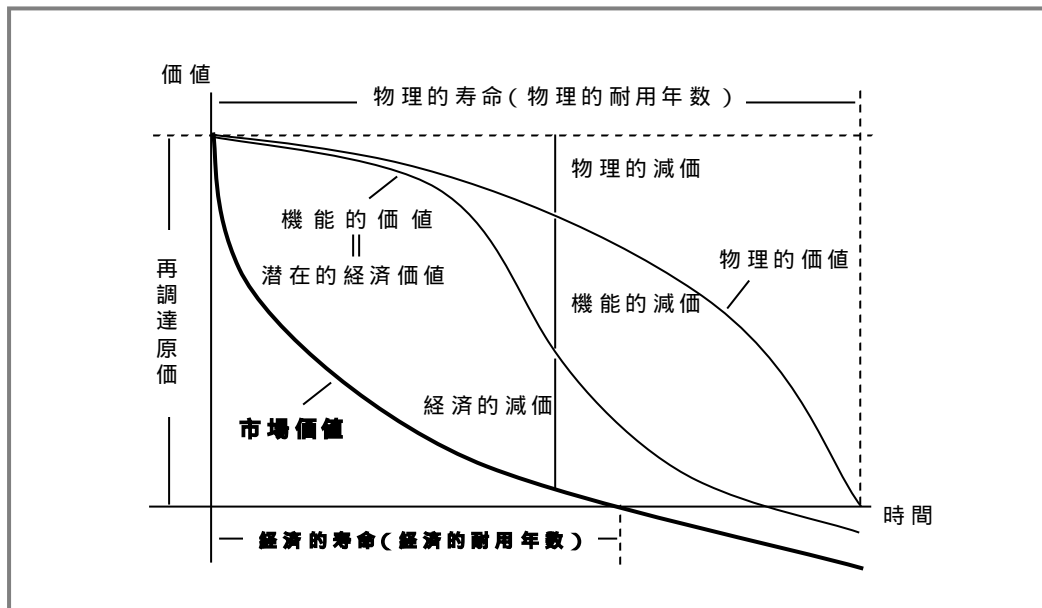 価値
物理的寿命(物理的耐用年数)
物理的減価
機能的価値
||
潜在的経済価値
物理的価値
再調達原価
機能的減価
経済的減価
市場価値
時間
経済的寿命(経済的耐用年数)